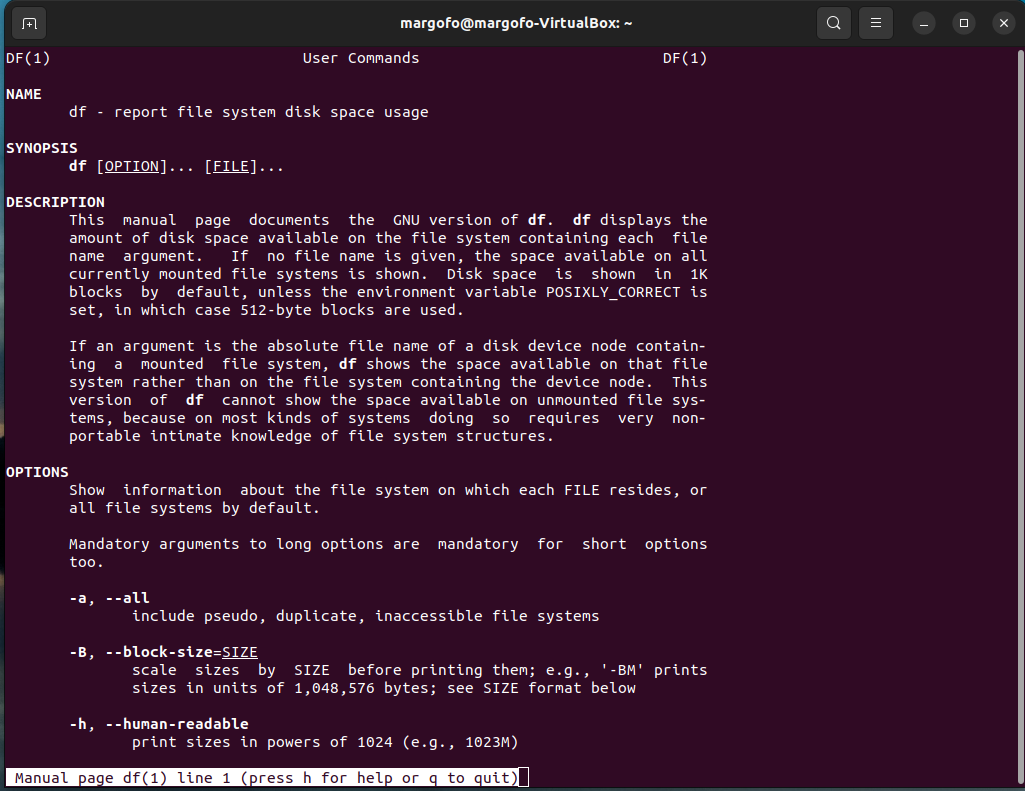 margofo@margofo-VirtualBox: ~
DF(1) User Commands DF(1)
NAME
df - report file system disk space usage
SYNOPSIS
df [OPTION]... [FILE]...
DESCRIPTION
This manual page documents the GNU version of df. df displays the
amount of disk space available on the file system containing each file
name argument. If no file name is given, the space available on all
currently mounted file systems is shown. Disk space is shown in 1K
blocks by default, unless the environment variable POSIXLY_CORRECT is
set, in which case 512-byte blocks are used.
If an argument is the absolute file name of a disk device node contain-
ing a mounted file system, df shows the space available on that file
system rather than on the file system containing the device node. This
version of df cannot show the space available on unmounted file sys-
tems, because on most kinds of systems doing so requires very non-
portable intimate knowledge of file system structures.
OPTIONS
Show information about the file system on which each FILE resides, or
all file systems by default.
Mandatory arguments to long options are mandatory for short options
too.
-a, --all
include pseudo, duplicate, inaccessible file systems
-B, --block-size=SIZE
scale sizes by SIZE before printing them; e.g., '-BM' prints
sizes in units of 1,048,576 bytes; see SIZE format below
-h, --human-readable
print sizes in powers of 1024 (e.g., 1023M)
Manual page df(1) line 1 (press h for help or q to quit)